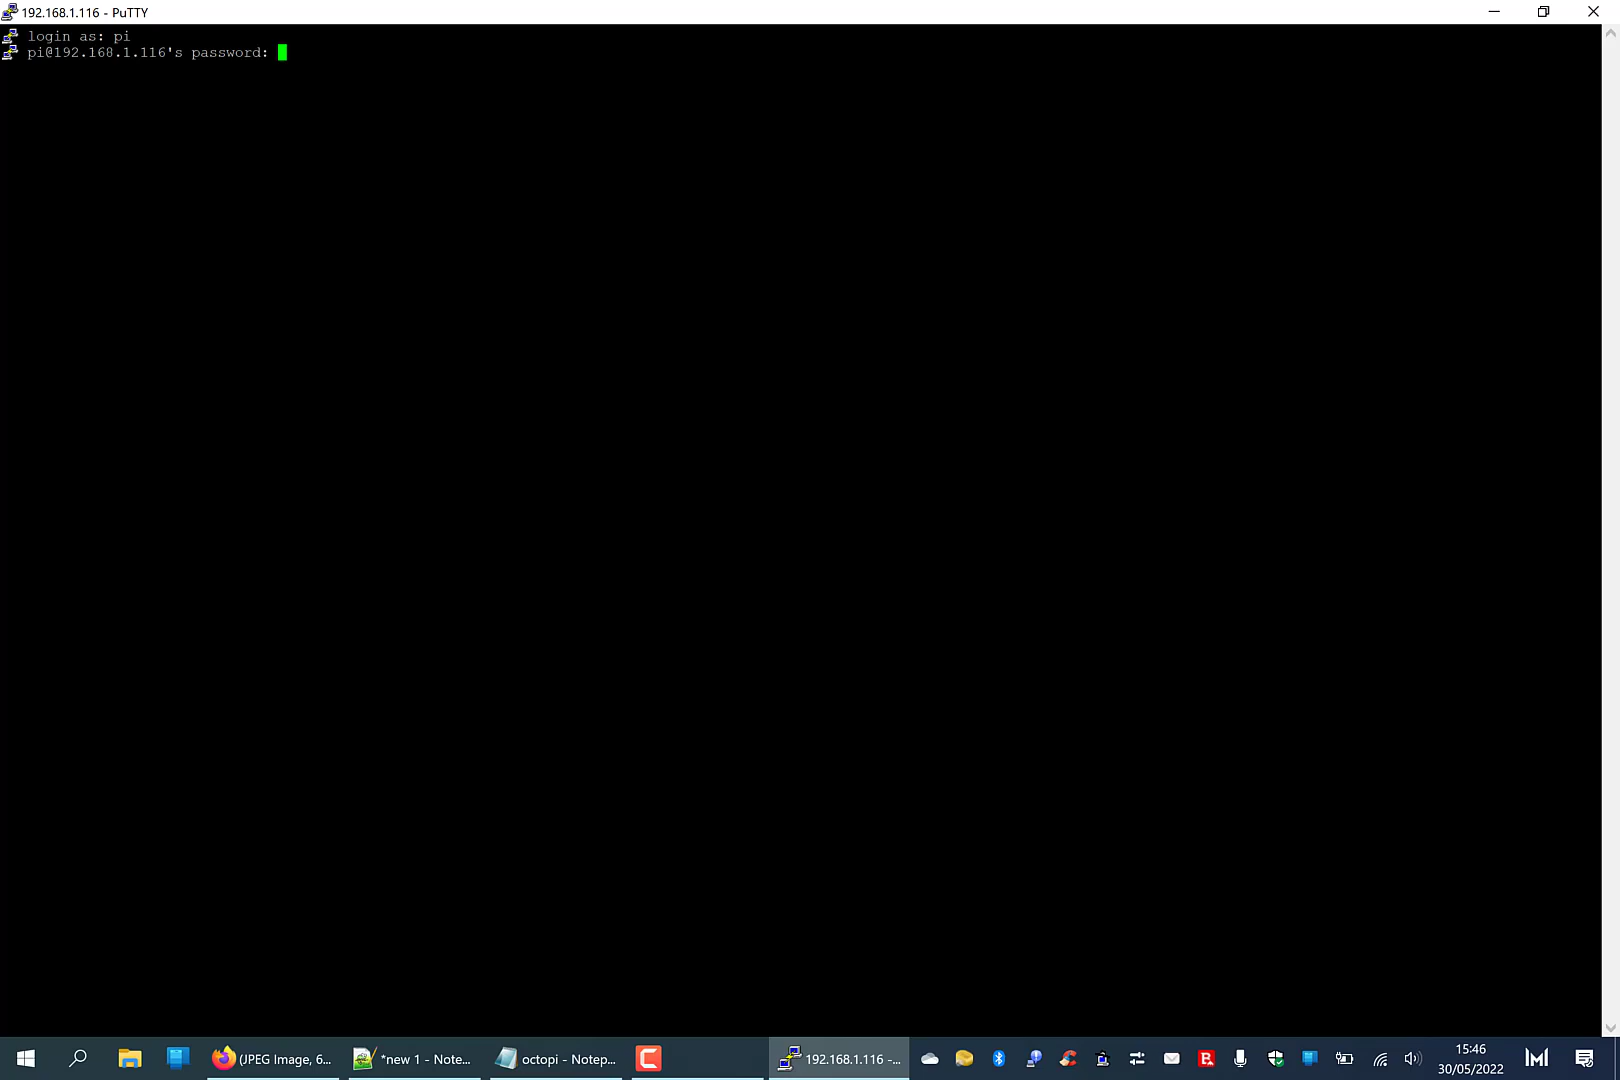 192.168.1.116 - PuTTY
login as: pi
pi@192.168.1.116's password:
(JPEG Image, 6...
*new 1 - Note...
octopi - Notep...
192.168.1.116 -...
15:46
30/05/2022